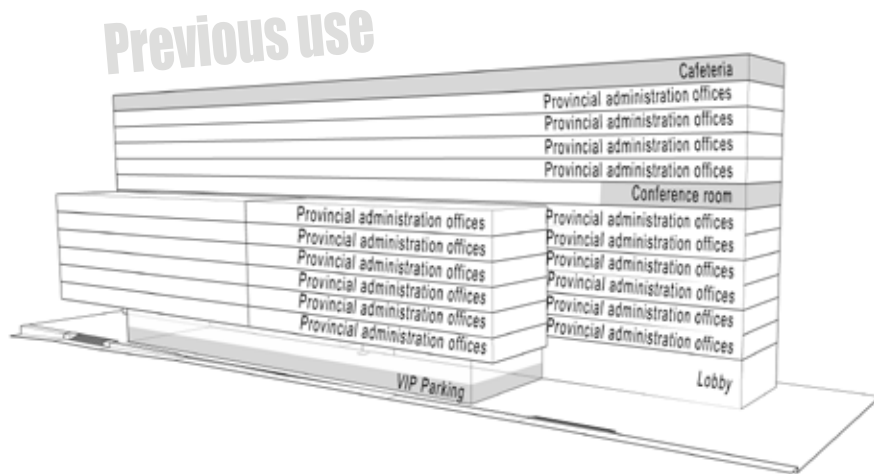 Previous use
Cafeteria
Provincial administration offices
Provincial administration offices
Provincial administration offices
Provincial administration offices
Conference room
Provincial administration offices
Provincial administration offices
Provincial administration offices
Provincial administration offices
Provincial administration offices
Provincial administration offices
Provincial administration offices
Provincial administration offices
Provincial administration offices
Provincial administration offices
Provincial administration offices
Provincial administration offices
VIP Parking
Lobby